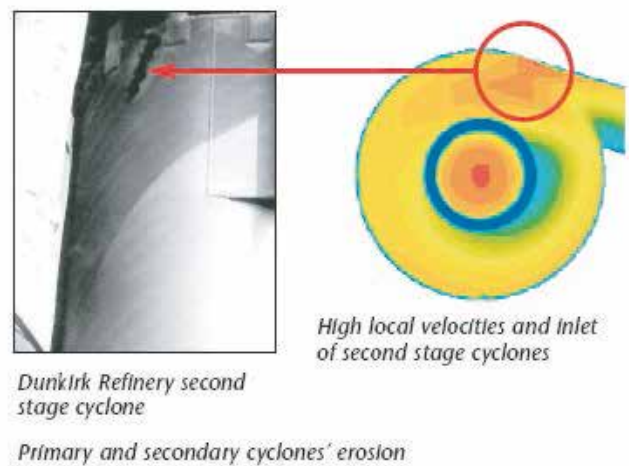 High local velocities and inlet
of second stage cyclones
Dunkirk Refinery second
stage cyclone
Primary and secondary cyclones' erosion